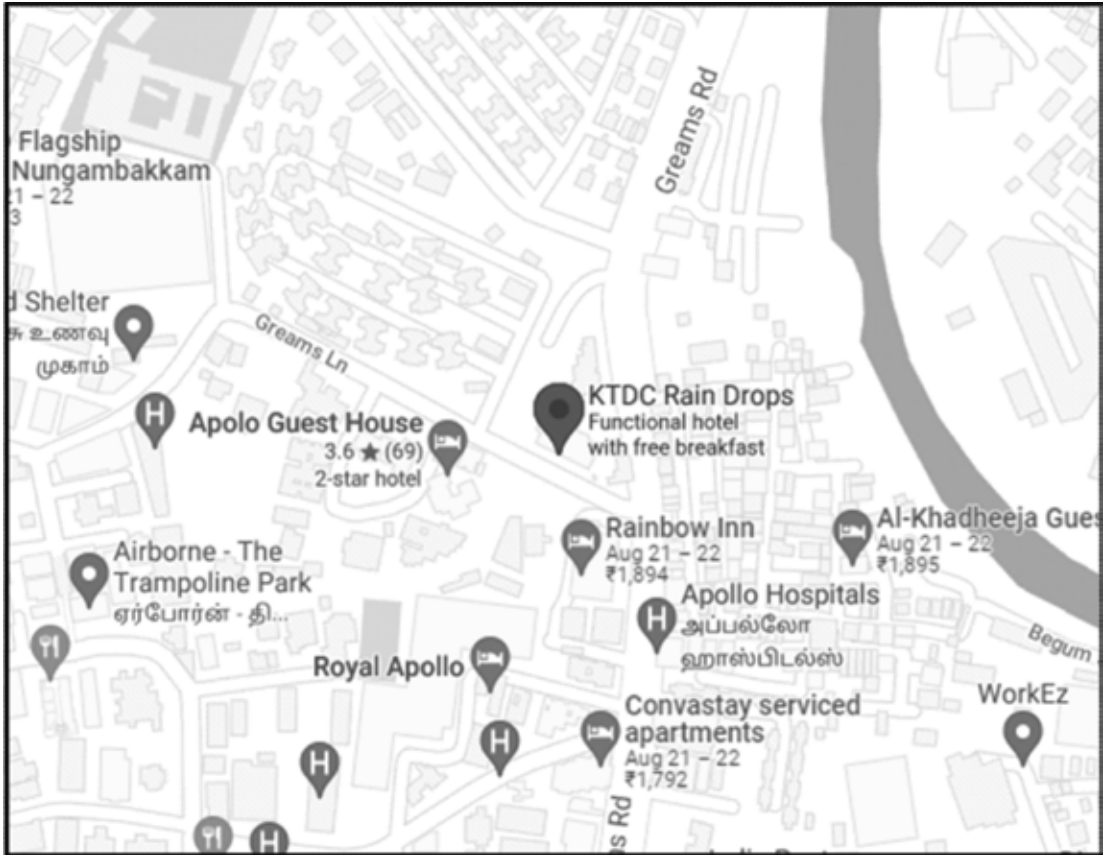 Flagship
Nungambakkam
21 – 22
3
Greams Rd
d Shelter
சு உணவு
முகாம்
Greams Ln
KTDC Rain Drops
Functional hotel
with free breakfast
H
Apolo Guest House
3.6 ★ (69)
2-star hotel
Rainbow Inn
Aug 21 – 22
₹1,894
Al-Khadheeja Gues
Aug 21 – 22
₹1,895
Airborne - The
Trampoline Park
ஏர்போர்ன் - தி...
Apollo Hospitals
H
அப்பல்லோ
ஹாஸ்பிடல்ஸ்
Begum
Royal Apollo
WorkEz
Convastay serviced
apartments
Aug 21 – 22
₹1,792
H
H
H
s Rd